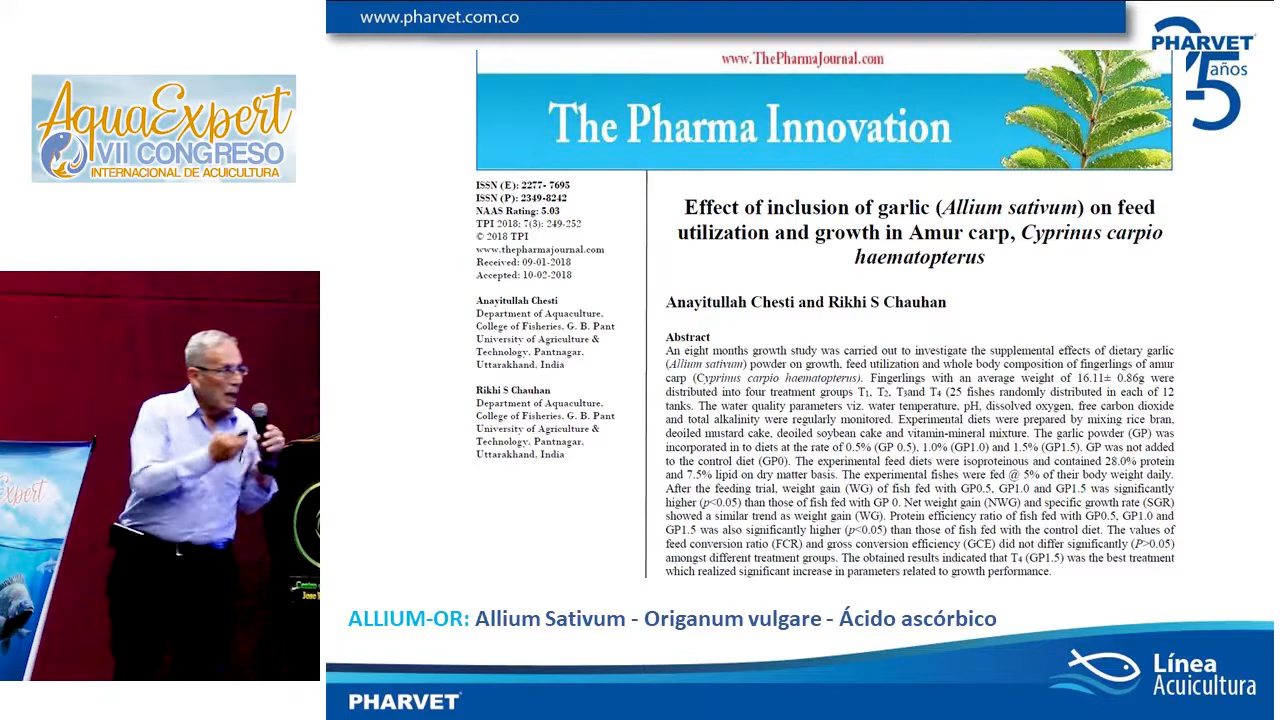 www.pharvet.com.co
PHARVET
25
años
AquaExpert
VII CONGRESO
INTERNACIONAL DE ACUICULTURA
www.ThePharmaJournal.com
The Pharma Innovation
ISSN (E): 2277- 7695
ISSN (P): 2349-8242
NAAS Rating: 5.03
TPI 2018; 7(3): 249-252
© 2018 TPI
www.thepharmajournal.com
Received: 09-01-2018
Accepted: 10-02-2018
Anayitullah Chesti
Department of Aquaculture,
College of Fisheries, G. B. Pant
University of Agriculture &
Technology, Pantnagar,
Uttarakhand, India
Rikhi S Chauhan
Department of Aquaculture,
College of Fisheries, G. B. Pant
University of Agriculture &
Technology, Pantnagar,
Uttarakhand, India
Effect of inclusion of garlic (Allium sativum) on feed
utilization and growth in Amur carp, Cyprinus carpio
haematopterus
Anayitullah Chesti and Rikhi S Chauhan
Abstract
An eight months growth study was carried out to investigate the supplemental effects of dietary garlic
(Allium sativum) powder on growth, feed utilization and whole body composition of fingerlings of amur
carp (Cyprinus carpio haematopterus). Fingerlings with an average weight of 16.11± 0.86g were
distributed into four treatment groups T1, T2, T3and T4 (25 fishes randomly distributed in each of 12
tanks. The water quality parameters viz. water temperature, pH, dissolved oxygen, free carbon dioxide
and total alkalinity were regularly monitored. Experimental diets were prepared by mixing rice bran,
deoiled mustard cake, deoiled soybean cake and vitamin-mineral mixture. The garlic powder (GP) was
incorporated in to diets at the rate of 0.5% (GP 0.5), 1.0% (GP1.0) and 1.5% (GP1.5). GP was not added
to the control diet (GP0). The experimental feed diets were isoproteinous and contained 28.0% protein
and 7.5% lipid on dry matter basis. The experimental fishes were fed @ 5% of their body weight daily.
After the feeding trial, weight gain (WG) of fish fed with GP0.5, GP1.0 and GP1.5 was significantly
higher (p<0.05) than those of fish fed with GP 0. Net weight gain (NWG) and specific growth rate (SGR)
showed a similar trend as weight gain (WG). Protein efficiency ratio of fish fed with GP0.5, GP1.0 and
GP1.5 was also significantly higher (p<0.05) than those of fish fed with the control diet. The values of
feed conversion ratio (FCR) and gross conversion efficiency (GCE) did not differ significantly (P>0.05)
amongst different treatment groups. The obtained results indicated that T4 (GP1.5) was the best treatment
which realized significant increase in parameters related to growth performance.
ALLIUM-OR: Allium Sativum - Origanum vulgare - Ácido ascórbico
PHARVET
Línea
Acuicultura